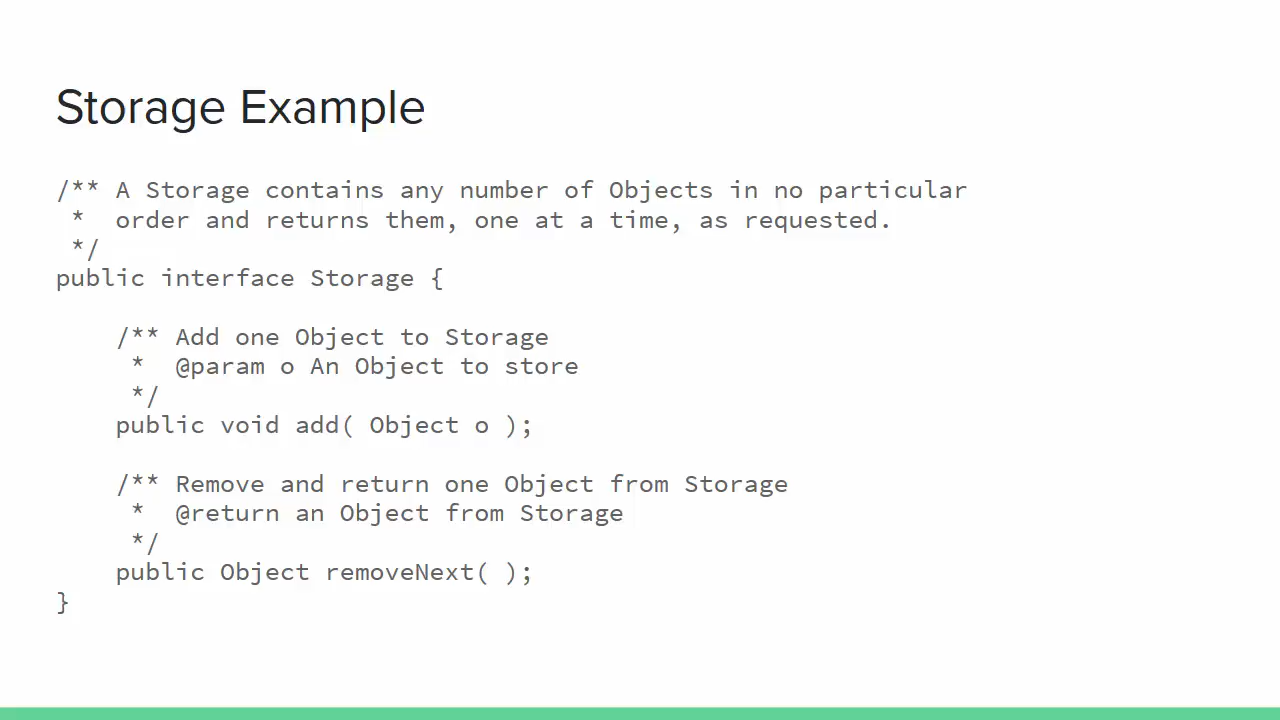 Storage Example
/** A Storage contains any number of Objects in no particular
 *  order and returns them, one at a time, as requested.
 */
public interface Storage {
    /** Add one Object to Storage
     *  @param o An Object to store
     */
    public void add( Object o );
    /** Remove and return one Object from Storage
     *  @return an Object from Storage
     */
    public Object removeNext( );
}